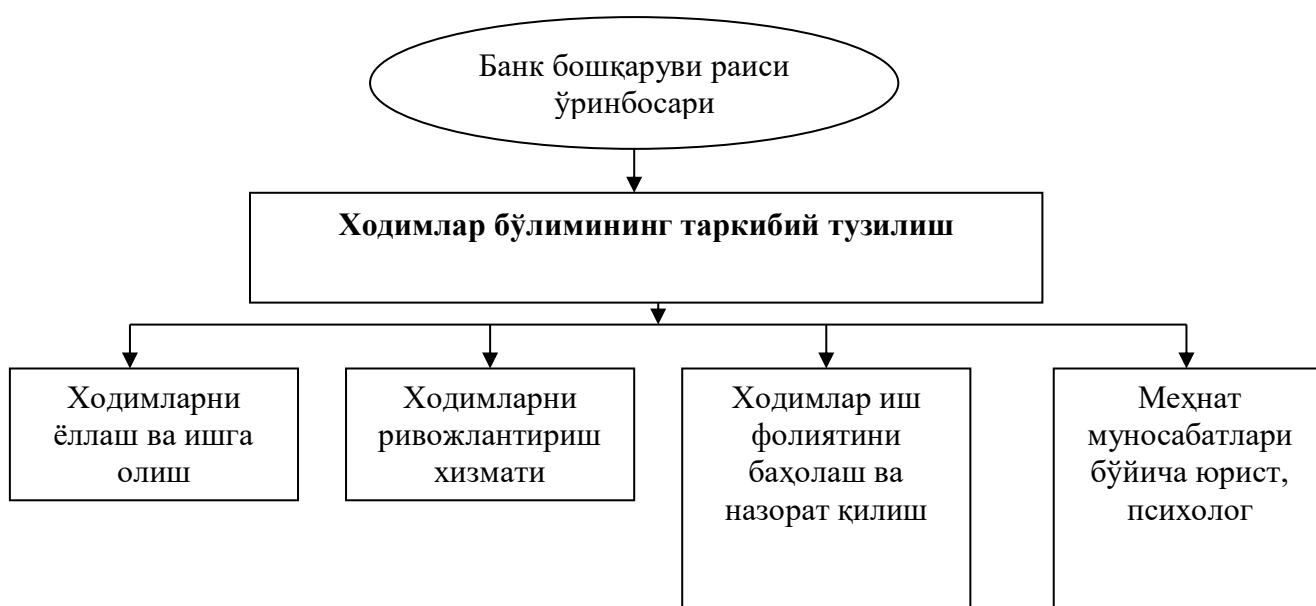 Банк бошқаруви раиси
ўринбосари
Ходимлар бўлимининг таркибий тузилиш
Ходимларни
ёллаш ва ишга
олиш
Ходимларни
ривожлантириш
хизмати
Ходимлар иш
фолиятини
баҳолаш ва
назорат қилиш
Меҳнат
муносабатлари
бўйича юрист,
психолог